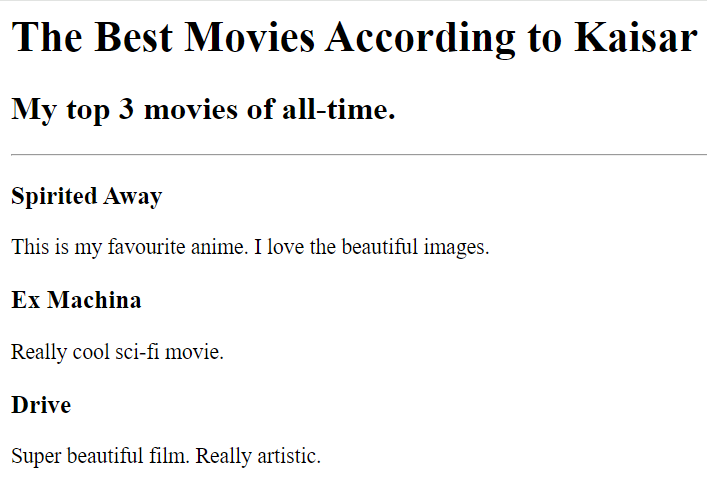 The Best Movies According to Kaisar
My top 3 movies of all-time.
Spirited Away
This is my favourite anime. I love the beautiful images.
Ex Machina
Really cool sci-fi movie.
Drive
Super beautiful film. Really artistic.